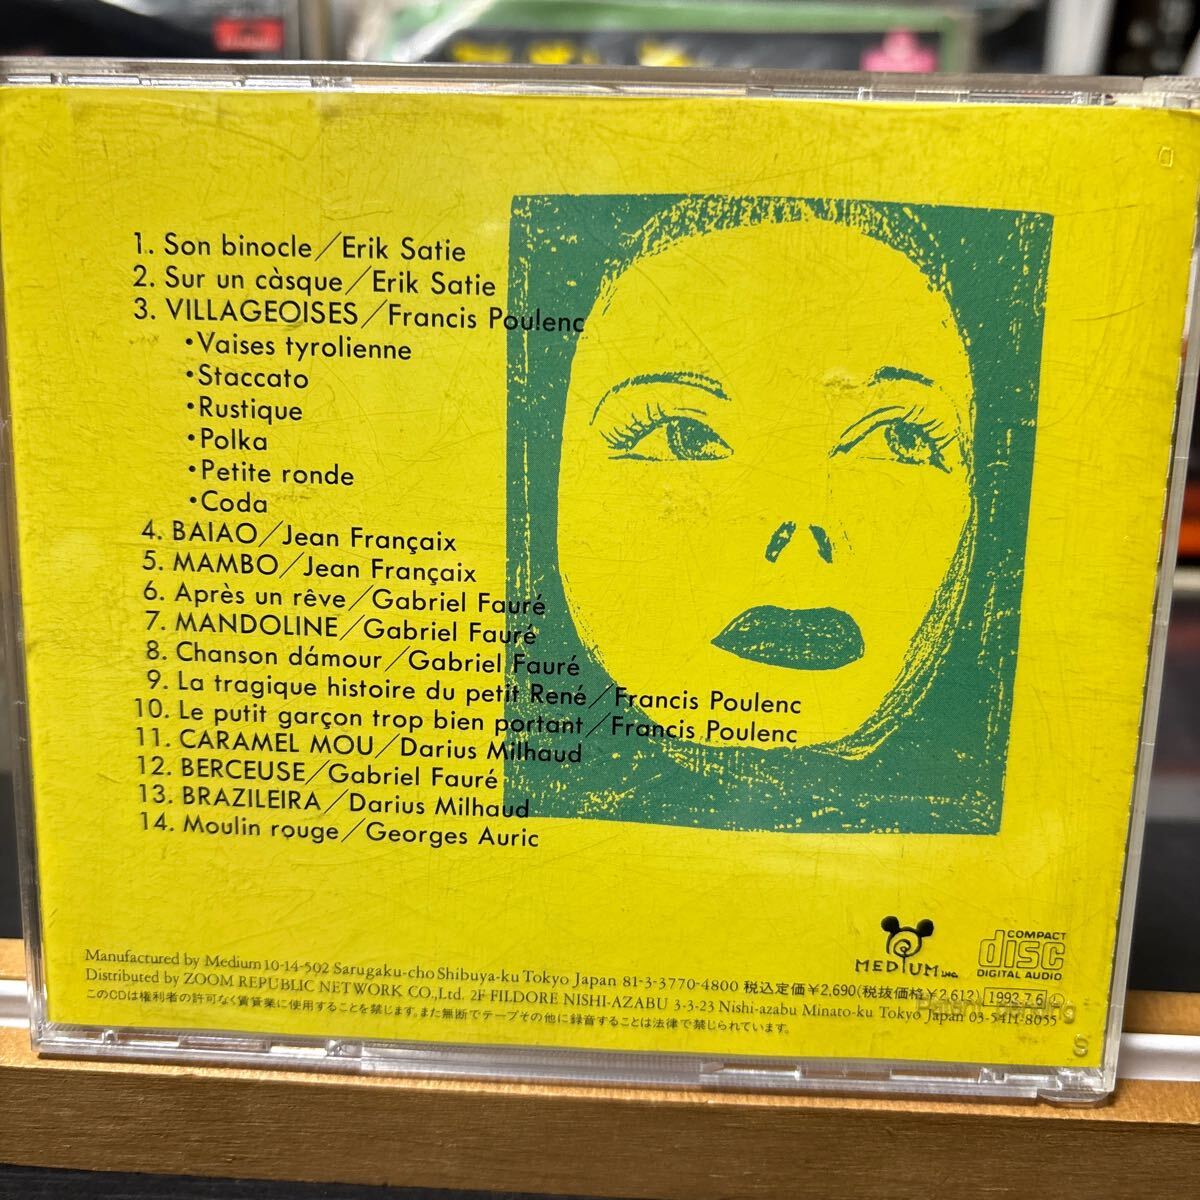 1. Son binocle／Erik Satie
2. Sur un càsque／Erik Satie
3. VILLAGEOISES／Francis Poulenc
・Vaises tyrolienne
・Staccato
・Rustique
・Polka
・Petite ronde
・Coda
4. BAIAO／Jean Françaix
5. MAMBO／Jean Françaix
6. Après un rêve／Gabriel Fauré
7. MANDOLINE／Gabriel Fauré
8. Chanson dámour／Gabriel Fauré
9. La tragique histoire du petit René／Francis Poulenc
10. Le putit garçon trop bien portant／Francis Poulenc
11. CARAMEL MOU／Darius Milhaud
12. BERCEUSE／Gabriel Fauré
13. BRAZILEIRA／Darius Milhaud
14. Moulin rouge／Georges Auric
MEDIUM INC.
COMPACT
disc
DIGITAL AUDIO
Manufactured by Medium 10-14-502 Sarugaku-cho Shibuya-ku Tokyo Japan 81-3-3770-4800 税込定価¥2,690(税抜価格¥2,612) 1992.7.6 Ⓛ
Distributed by ZOOM REPUBLIC NETWORK CO.,Ltd. 2F FILDORE NISHI-AZABU 3-3-23 Nishi-azabu Minato-ku Tokyo Japan 03-5411-8055
このCDは権利者の許可なく賃貸業に使用することを禁じます。また無断でテープその他に録音することは法律で禁じられています。